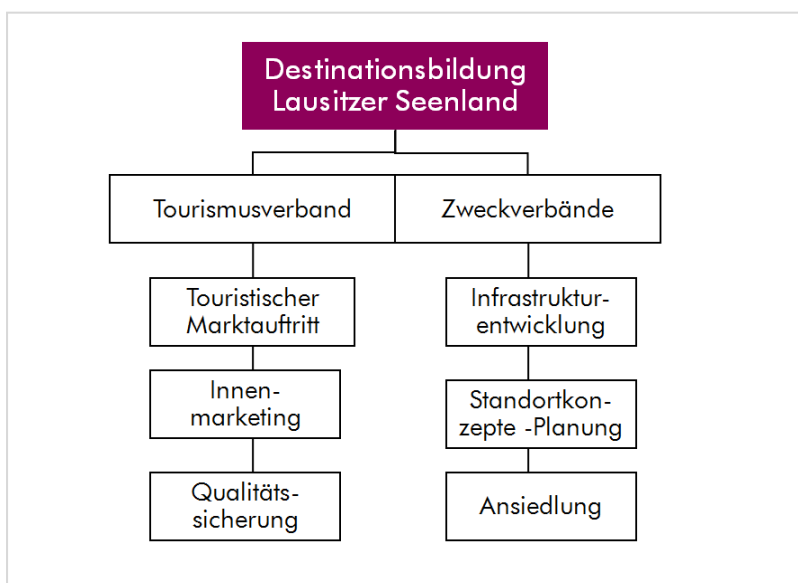 Destinationsbildung
Lausitzer Seenland
Tourismusverband
Zweckverbände
Touristischer
Marktauftritt
Infrastruktur-
entwicklung
Innen-
marketing
Standortkon-
zepte -Planung
Qualitäts-
sicherung
Ansiedlung